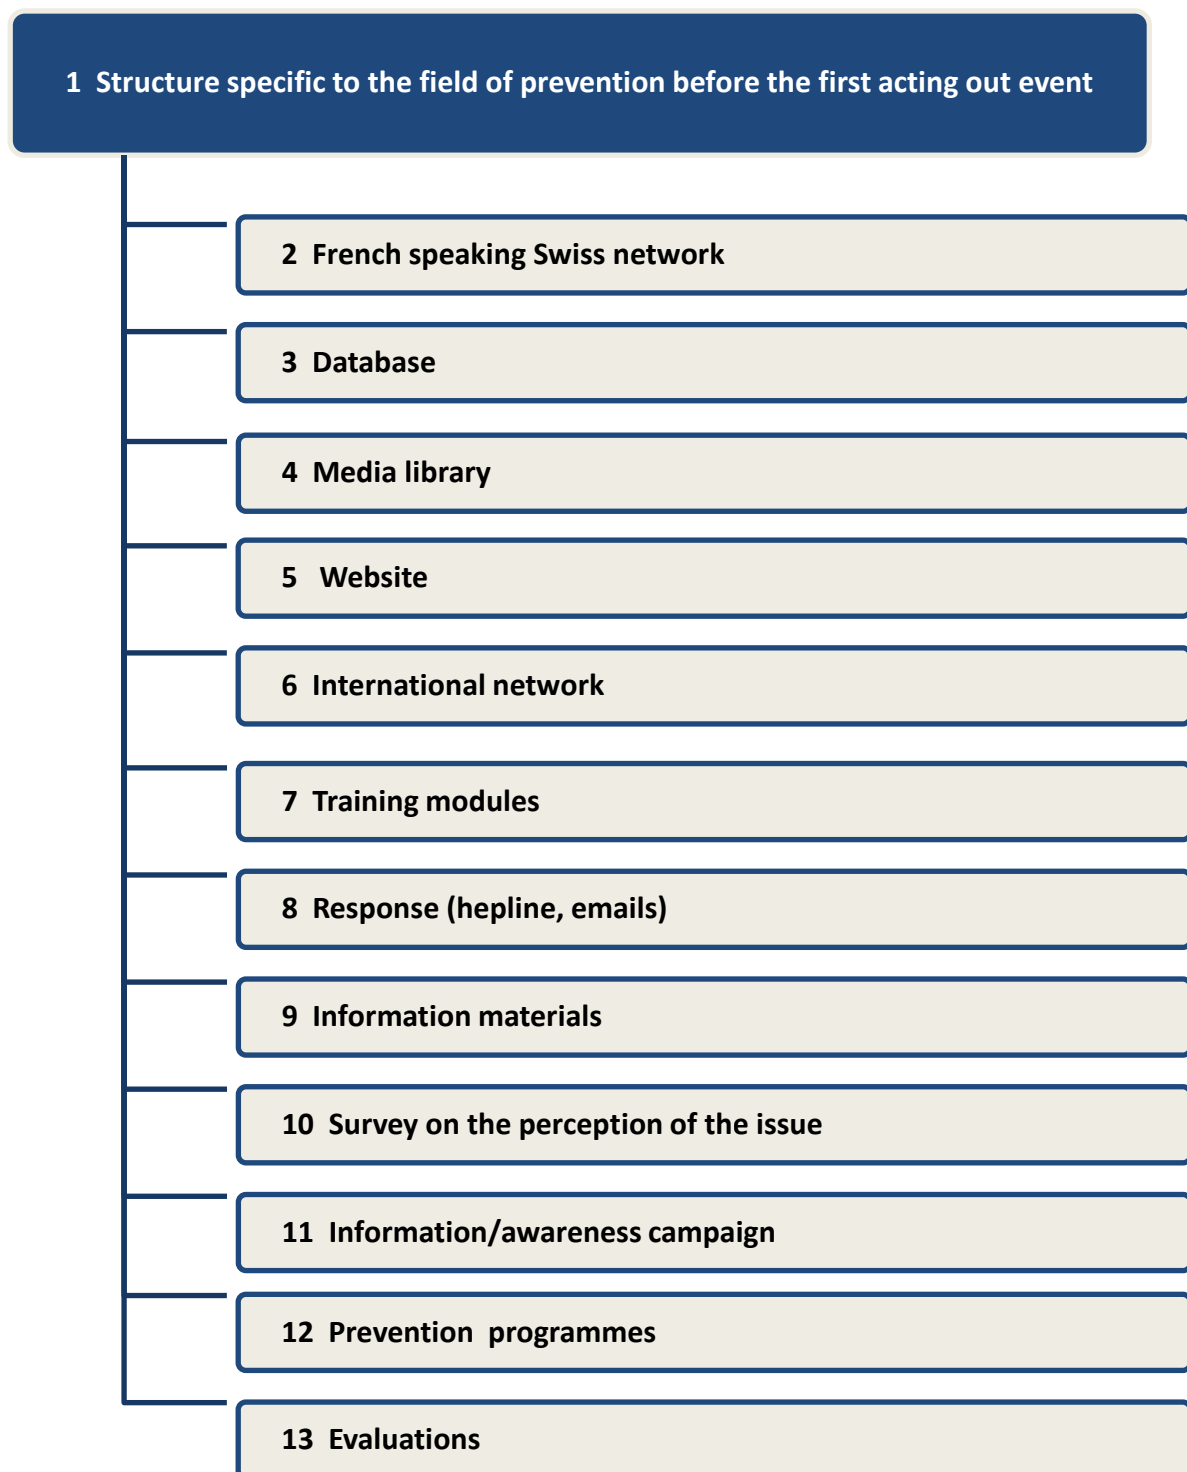 1 Structure specific to the field of prevention before the first acting out event
2 French speaking Swiss network
3 Database
4 Media library
5 Website
6 International network
7 Training modules
8 Response (hepline, emails)
9 Information materials
10 Survey on the perception of the issue
11 Information/awareness campaign
12 Prevention programmes
13 Evaluations